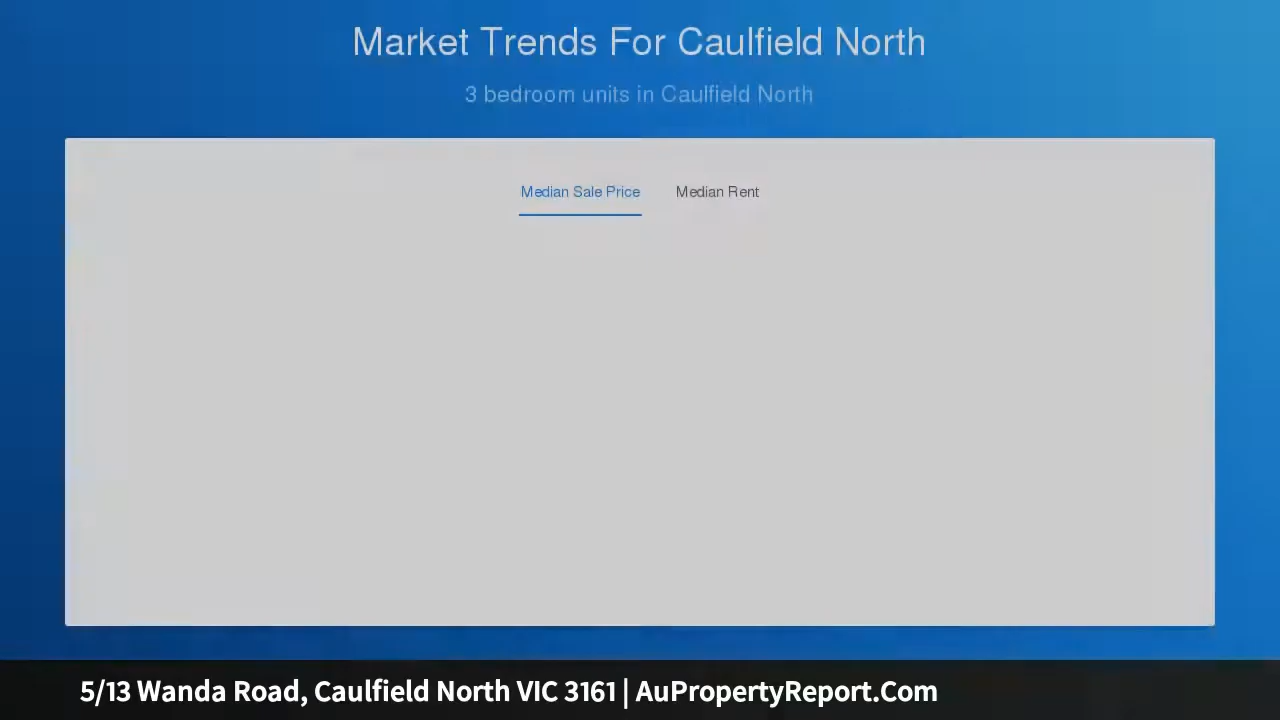 Market Trends For Caulfield North
3 bedroom units in Caulfield North
Median Sale Price Median Rent
5/13 Wanda Road, Caulfield North VIC 3161 | AuPropertyReport.Com